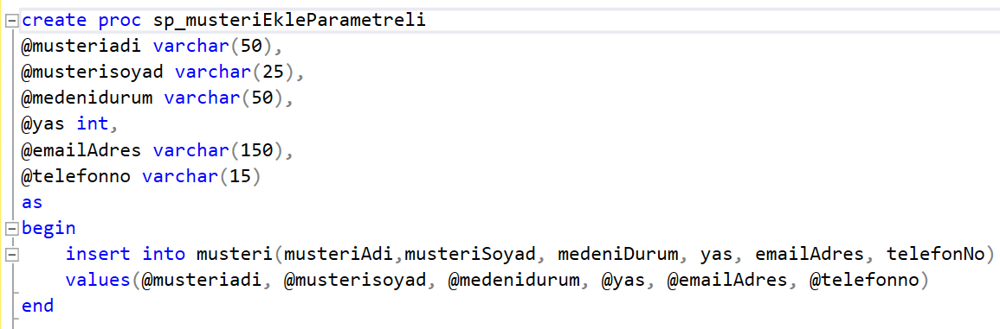 create proc sp_musteriEkleParametreli
@musteriadi varchar(50),
@musterisoyad varchar(25),
@medenidurum varchar(50),
@yas int,
@emailAdres varchar(150),
@telefonno varchar(15)
as
begin
    insert into musteri(musteriAdi,musteriSoyad, medeniDurum, yas, emailAdres, telefonNo)
    values(@musteriadi, @musterisoyad, @medenidurum, @yas, @emailAdres, @telefonno)
end